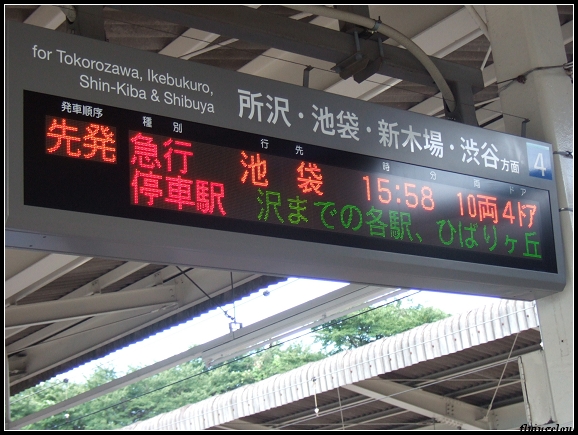 for Tokorozawa, Ikebukuro,
Shin-Kiba & Shibuya
所沢・池袋・新木場・渋谷方面 4
発車順序 種別 行先 時分 両 ドア
先発 急行 池袋 15:58 10両4ドア
停車駅 沢までの各駅、ひばりヶ丘